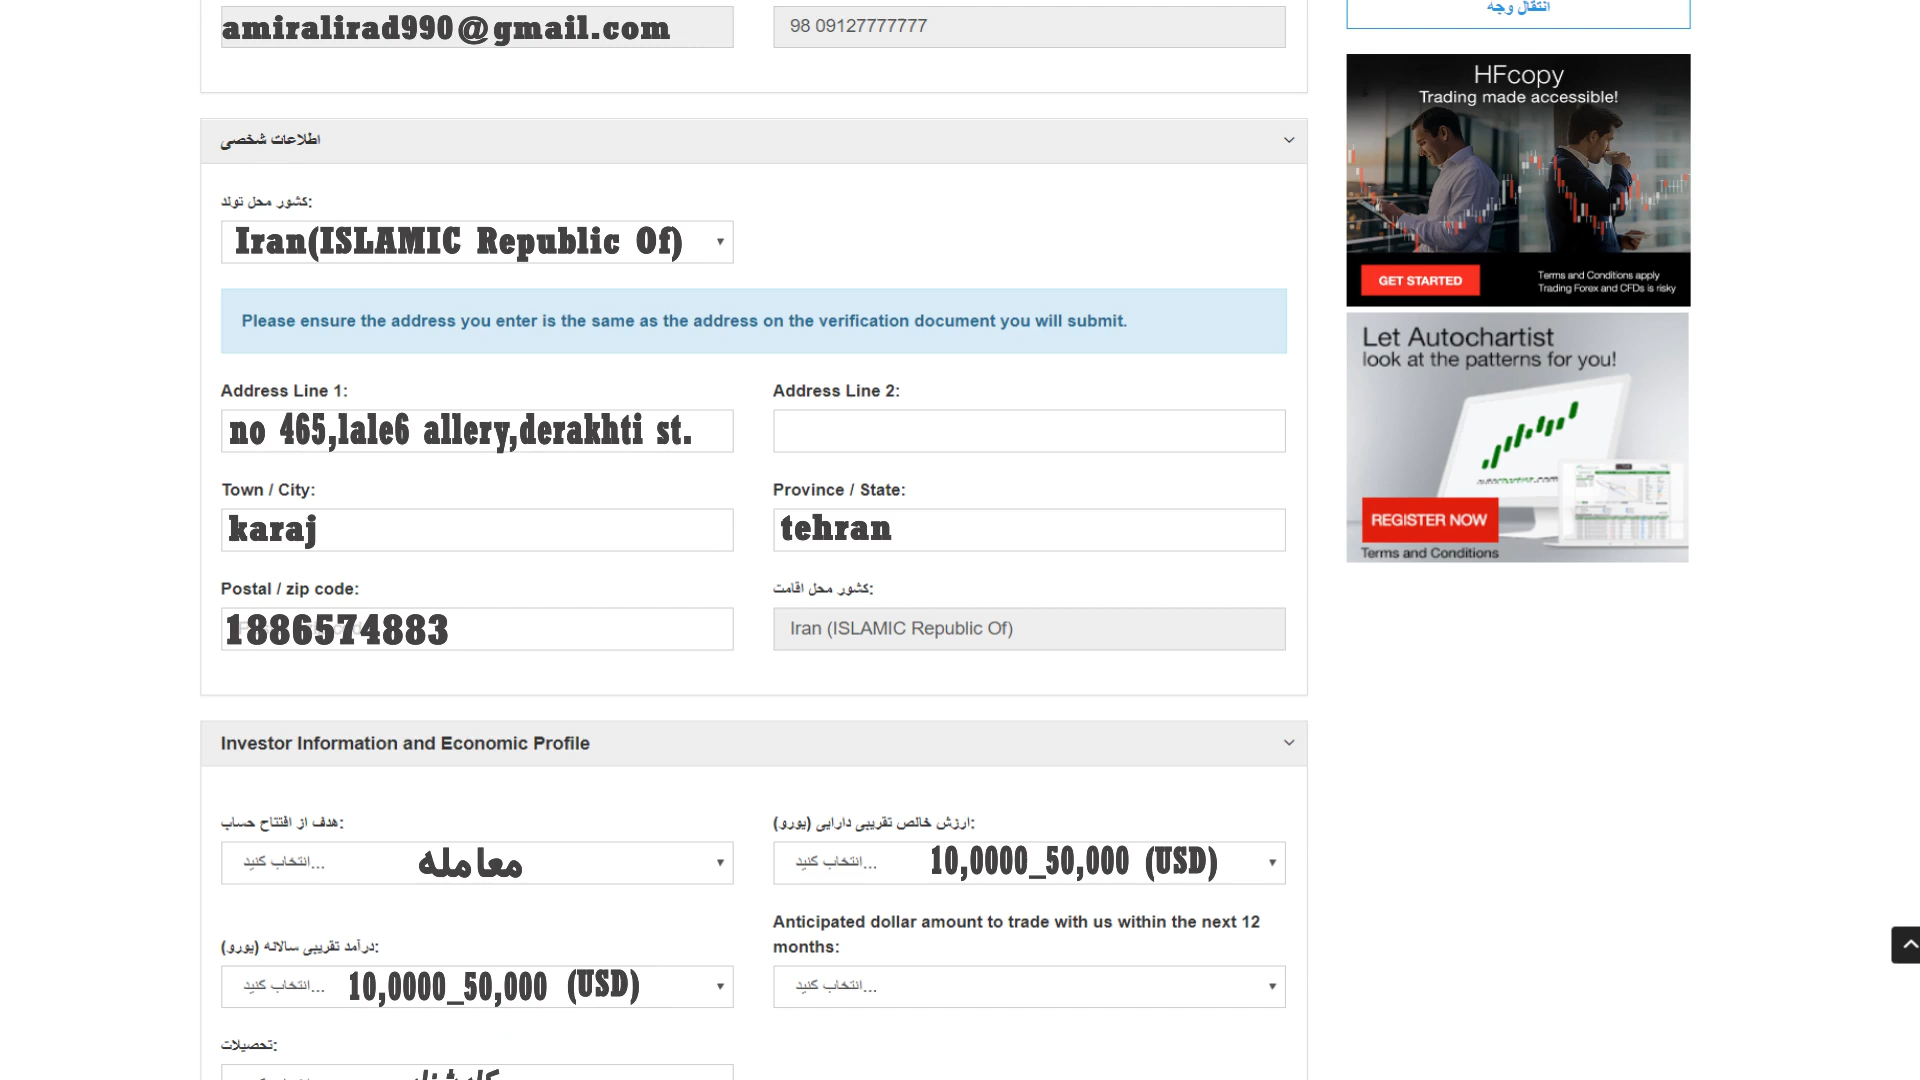 انتقال وجه
amiralirad990@gmail.com
98 09127777777
اطلاعات شخصی
کشور محل تولد:
Iran(ISLAMIC Republic Of)
Please ensure the address you enter is the same as the address on the verification document you will submit.
Address Line 1:
Address Line 2:
no 465,lale6 allery,derakhti st.
Town / City:
Province / State:
karaj
tehran
Postal / zip code:
کشور محل اقامت:
1886574883
Iran (ISLAMIC Republic Of)
Investor Information and Economic Profile
هدف از افتتاح حساب:
ارزش خالص تقریبی دارایی (یورو):
انتخاب کنید...
معامله
انتخاب کنید...
10,0000_50,000 (USD)
درآمد تقریبی سالانه (یورو):
Anticipated dollar amount to trade with us within the next 12
months:
انتخاب کنید...
10,0000_50,000 (USD)
انتخاب کنید...
تحصیلات:
HFcopy
Trading made accessible!
GET STARTED
Terms and Conditions apply
Trading Forex and CFDs is risky
Let Autochartist
look at the patterns for you!
REGISTER NOW
Terms and Conditions